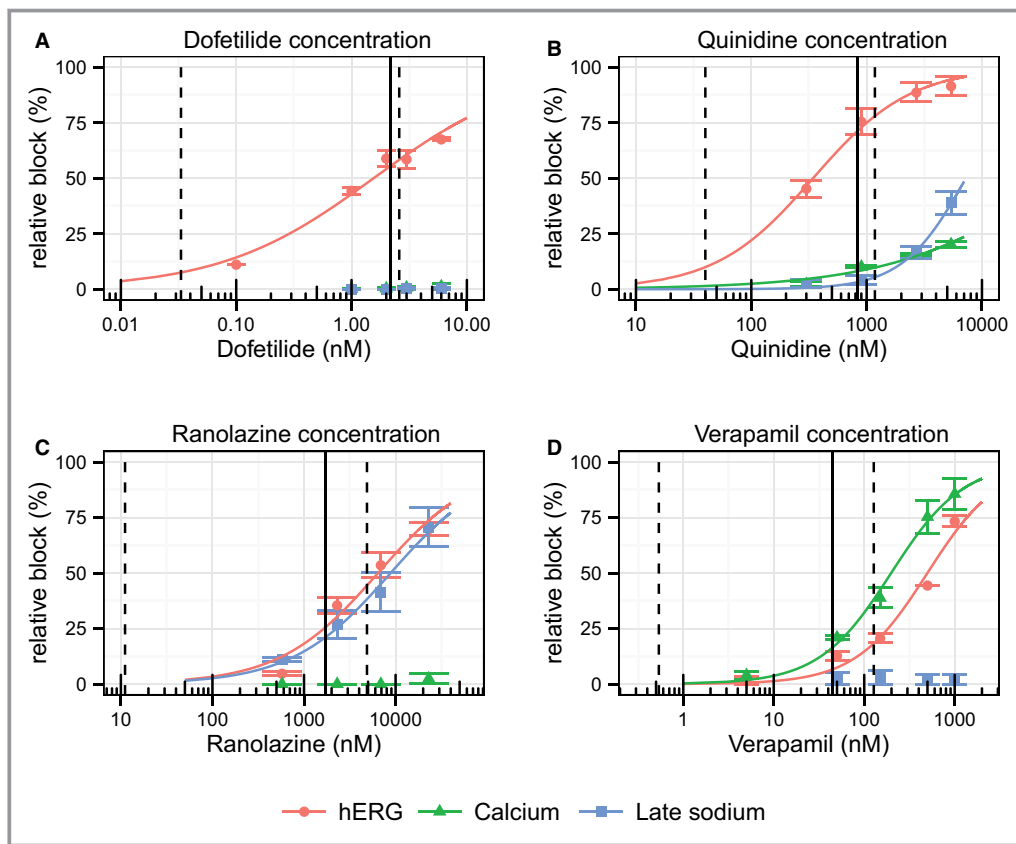 A
Dofetilide concentration
100
75
50
25
0
relative block (%)
0.01
0.10
1.00
10.00
Dofetilide (nM)
B
Quinidine concentration
100
75
50
25
0
relative block (%)
10
100
1000
10000
Quinidine (nM)
C
Ranolazine concentration
100
75
50
25
0
relative block (%)
10
100
1000
10000
Ranolazine (nM)
D
Verapamil concentration
100
75
50
25
0
relative block (%)
1
10
100
1000
Verapamil (nM)
hERG
Calcium
Late sodium